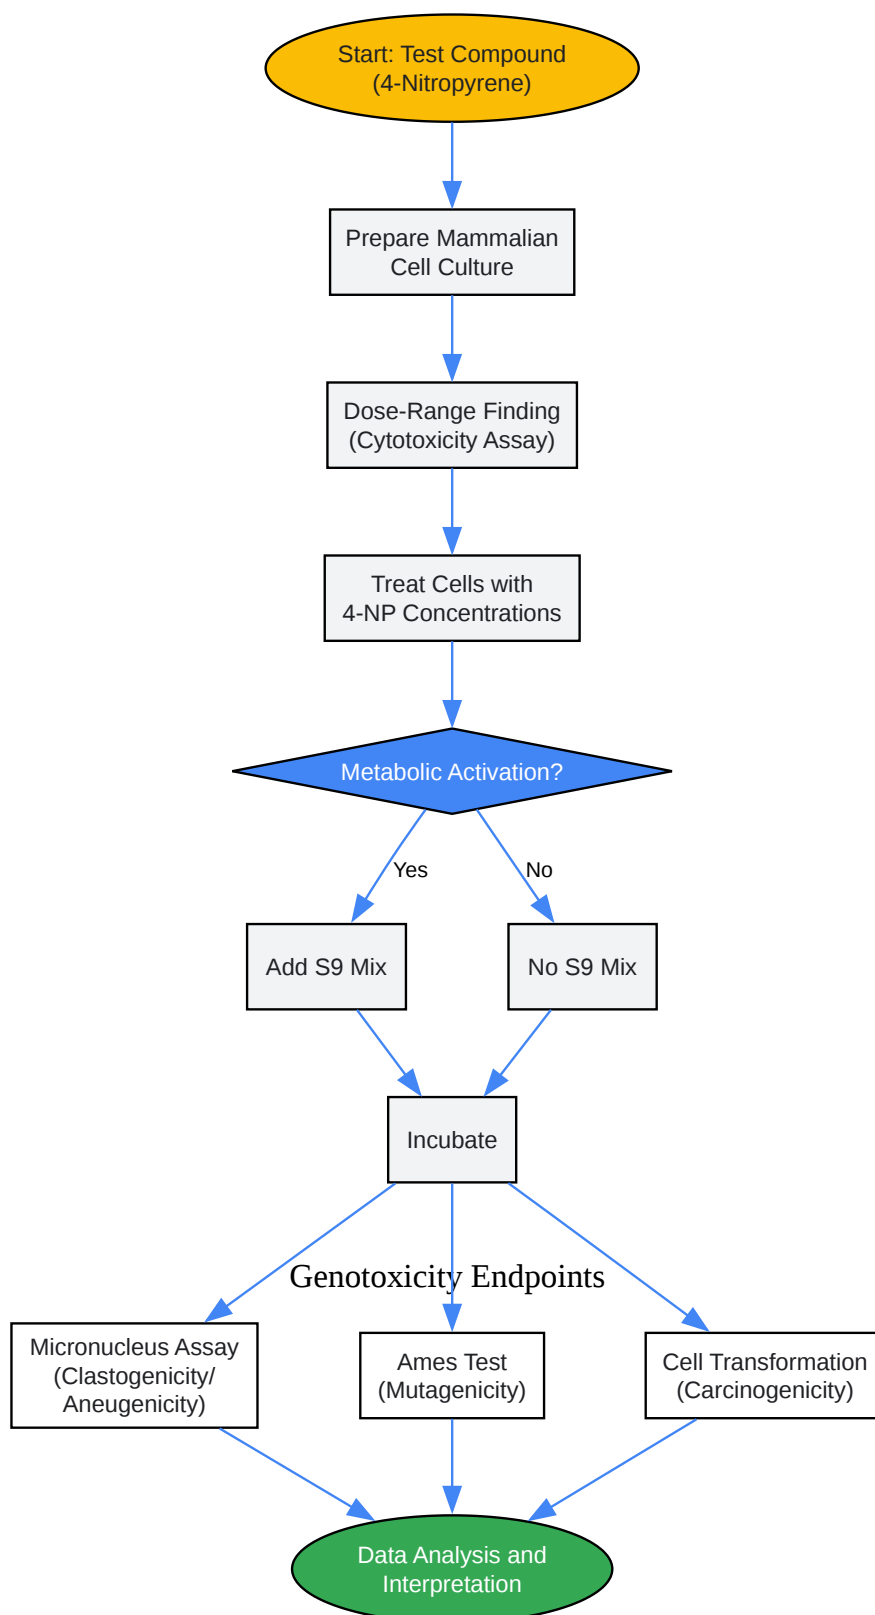 Start: Test Compound
(4-Nitropyrene)
Prepare Mammalian
Cell Culture
Dose-Range Finding
(Cytotoxicity Assay)
Treat Cells with
4-NP Concentrations
Metabolic Activation?
Yes
No
Add S9 Mix
No S9 Mix
Incubate
Genotoxicity Endpoints
Micronucleus Assay
(Clastogenicity/
Aneugenicity)
Ames Test
(Mutagenicity)
Cell Transformation
(Carcinogenicity)
Data Analysis and
Interpretation